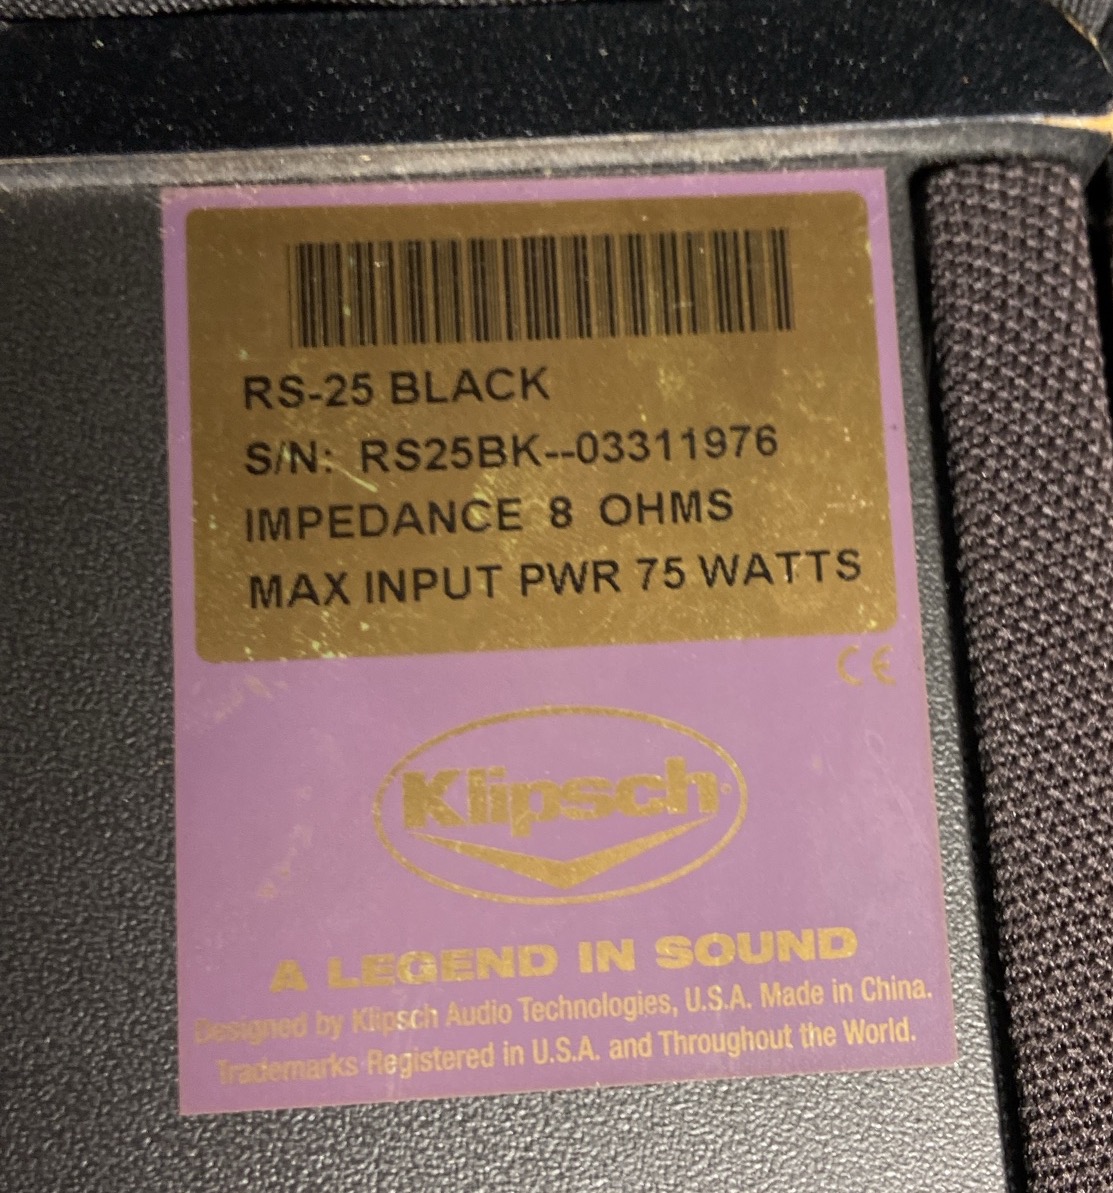 RS-25 BLACK
S/N: RS25BK--03311976
IMPEDANCE 8 OHMS
MAX INPUT PWR 75 WATTS
CE
Klipsch®
A LEGEND IN SOUND
Designed by Klipsch Audio Technologies, U.S.A. Made in China.
Trademarks Registered in U.S.A. and Throughout the World.